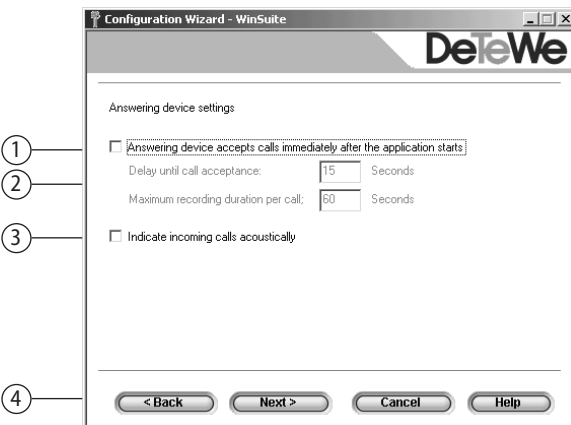 Configuration Wizard - WinSuite
DeTeWe
Answering device settings
1
Answering device accepts calls immediately after the application starts
2
Delay until call acceptance: 15 Seconds
Maximum recording duration per call: 60 Seconds
3
Indicate incoming calls acoustically
4
< Back Next > Cancel Help